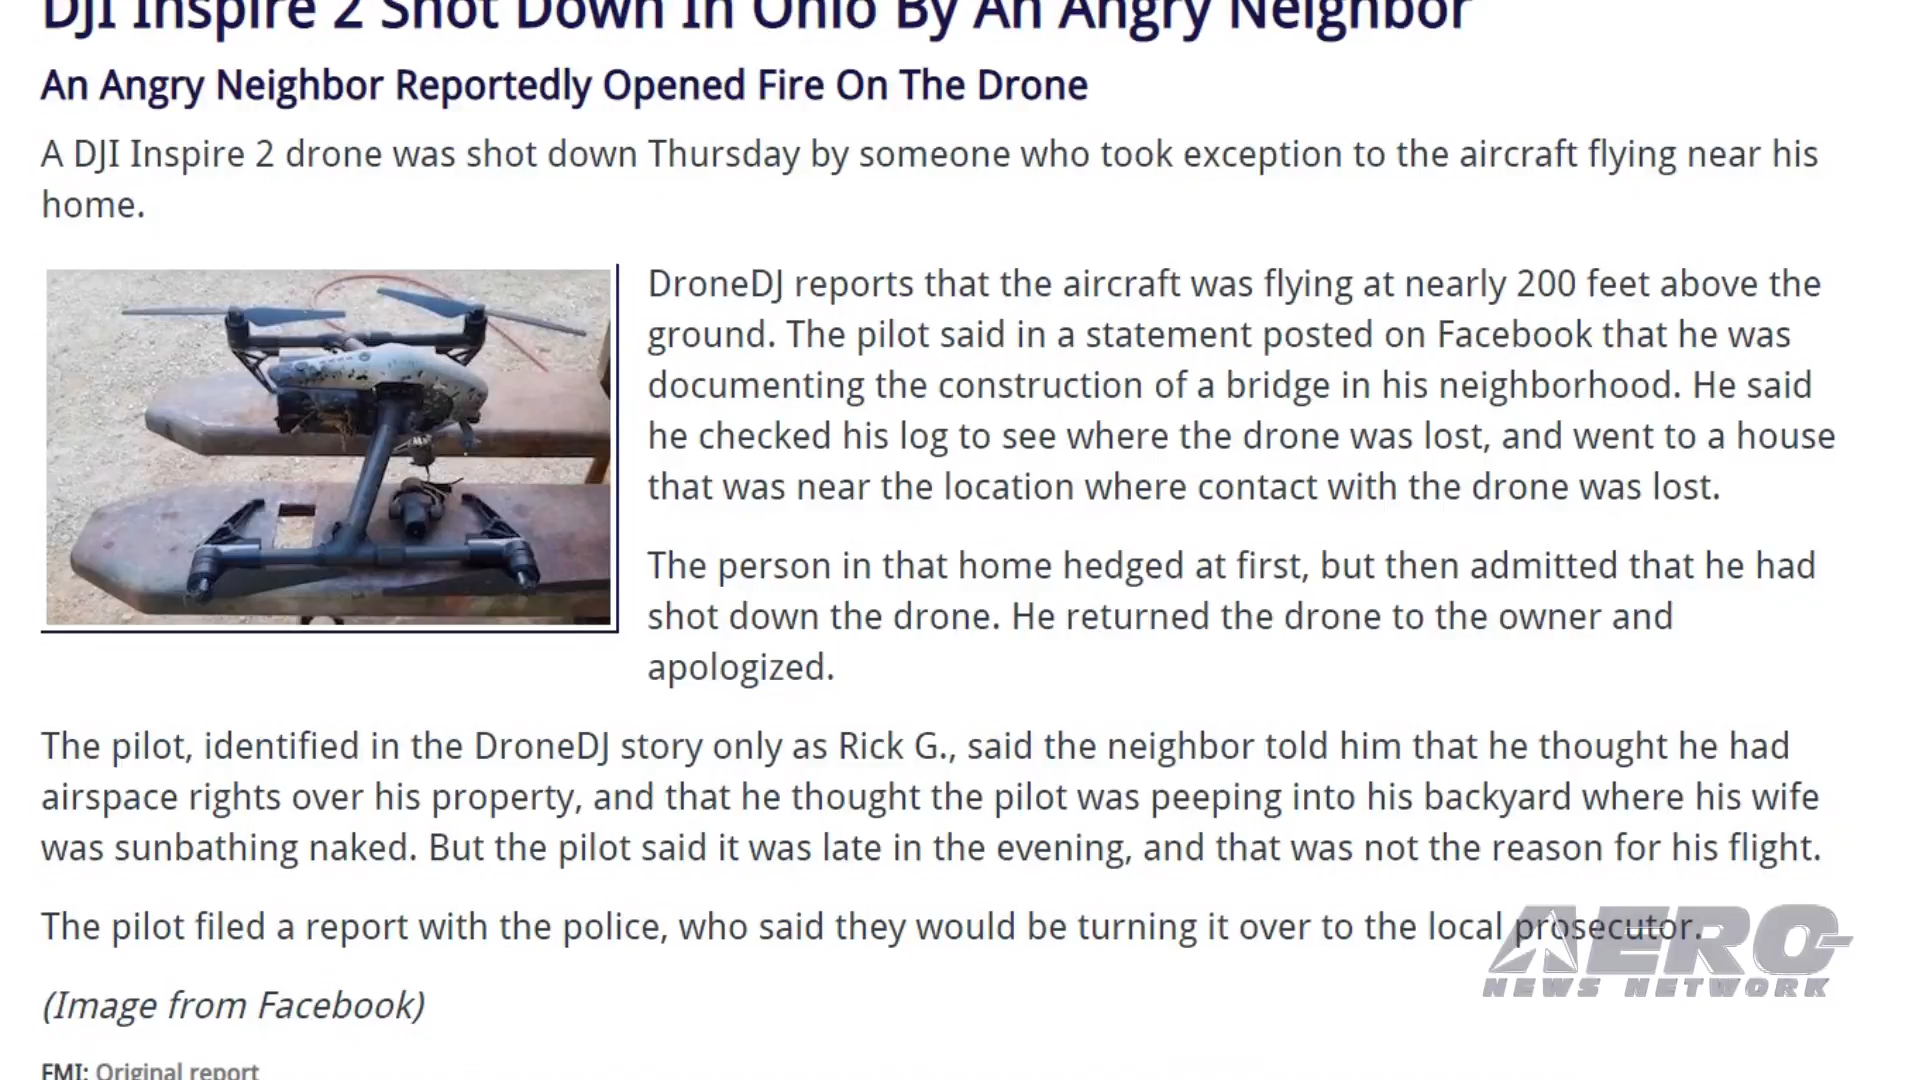 DJI Inspire 2 Shot Down In Ohio By An Angry Neighbor
An Angry Neighbor Reportedly Opened Fire On The Drone
A DJI Inspire 2 drone was shot down Thursday by someone who took exception to the aircraft flying near his
home.
DroneDJ reports that the aircraft was flying at nearly 200 feet above the
ground. The pilot said in a statement posted on Facebook that he was
documenting the construction of a bridge in his neighborhood. He said
he checked his log to see where the drone was lost, and went to a house
that was near the location where contact with the drone was lost.
The person in that home hedged at first, but then admitted that he had
shot down the drone. He returned the drone to the owner and
apologized.
The pilot, identified in the DroneDJ story only as Rick G., said the neighbor told him that he thought he had
airspace rights over his property, and that he thought the pilot was peeping into his backyard where his wife
was sunbathing naked. But the pilot said it was late in the evening, and that was not the reason for his flight.
The pilot filed a report with the police, who said they would be turning it over to the local prosecutor.
AERO
NEWS NETWORK
(Image from Facebook)
FMI: Original report